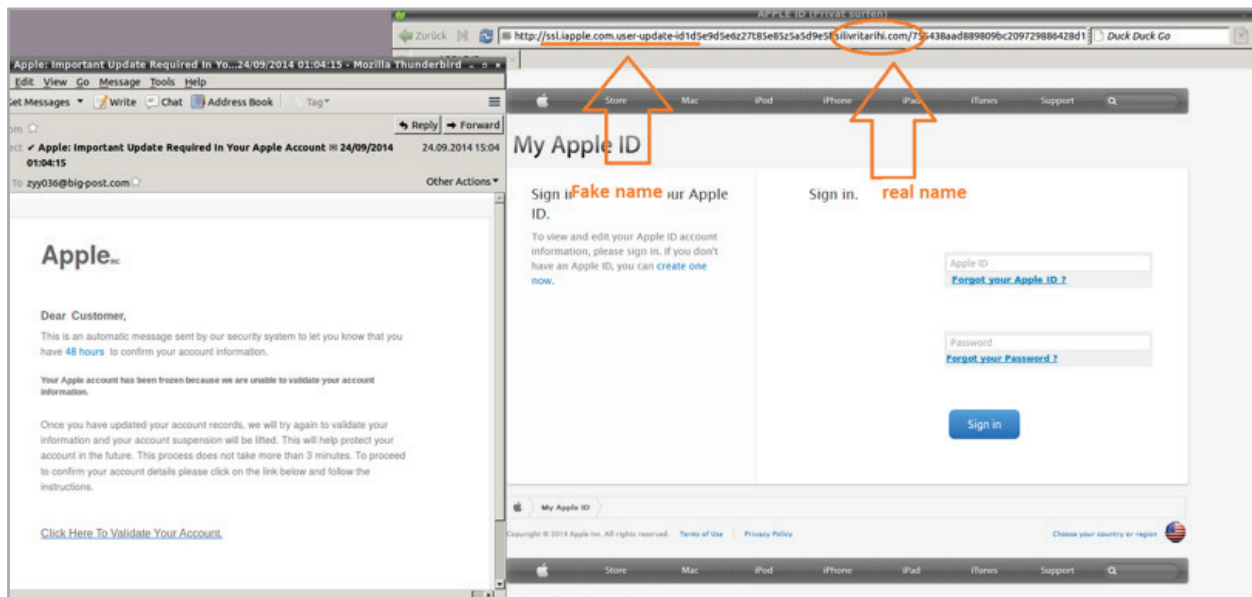 APPLE ID (Privat surfen)
Zurück
http://ssl.iapple.com.user-update-id1d5e9d5e6z27t85e85z5a5d9e5 silivritarihi.com/ Duck Duck Go
Apple: Important Update Required In Yo...24/09/2014 01:04:15 - Mozilla Thunderbird
Edit View Go Message Tools Help
Get Messages Write Chat Address Book Tag
om
Reply Forward
ect Apple: Important Update Required In Your Apple Account 24/09/2014 01:04:15
24.09.2014 15:04
To zyy036@big-post.com
Other Actions
Apple Inc
Dear Customer,
This is an automatic message sent by our security system to let you know that you
have 48 hours to confirm your account information.
Your Apple account has been frozen because we are unable to validate your account
information.
Once you have updated your account records, we will try again to validate your
information and your account suspension will be lifted. This will help protect your
account in the future. This process does not take more than 3 minutes. To proceed
to confirm your account details please click on the link below and follow the
instructions.
Click Here To Validate Your Account.
Store Mac iPod iPhone iPad iTunes Support
My Apple ID
Fake name
real name
Sign i ur Apple
ID.
To view and edit your Apple ID account
information, please sign in. If you don't
have an Apple ID, you can create one
now.
Sign in.
Apple ID
Forgot your Apple ID ?
Password
Forgot your Password ?
Sign in
My Apple ID
Copyright © 2014 Apple Inc. All rights reserved. Terms of Use Privacy Policy
Choose your country or region
Store Mac iPod iPhone iPad iTunes Support